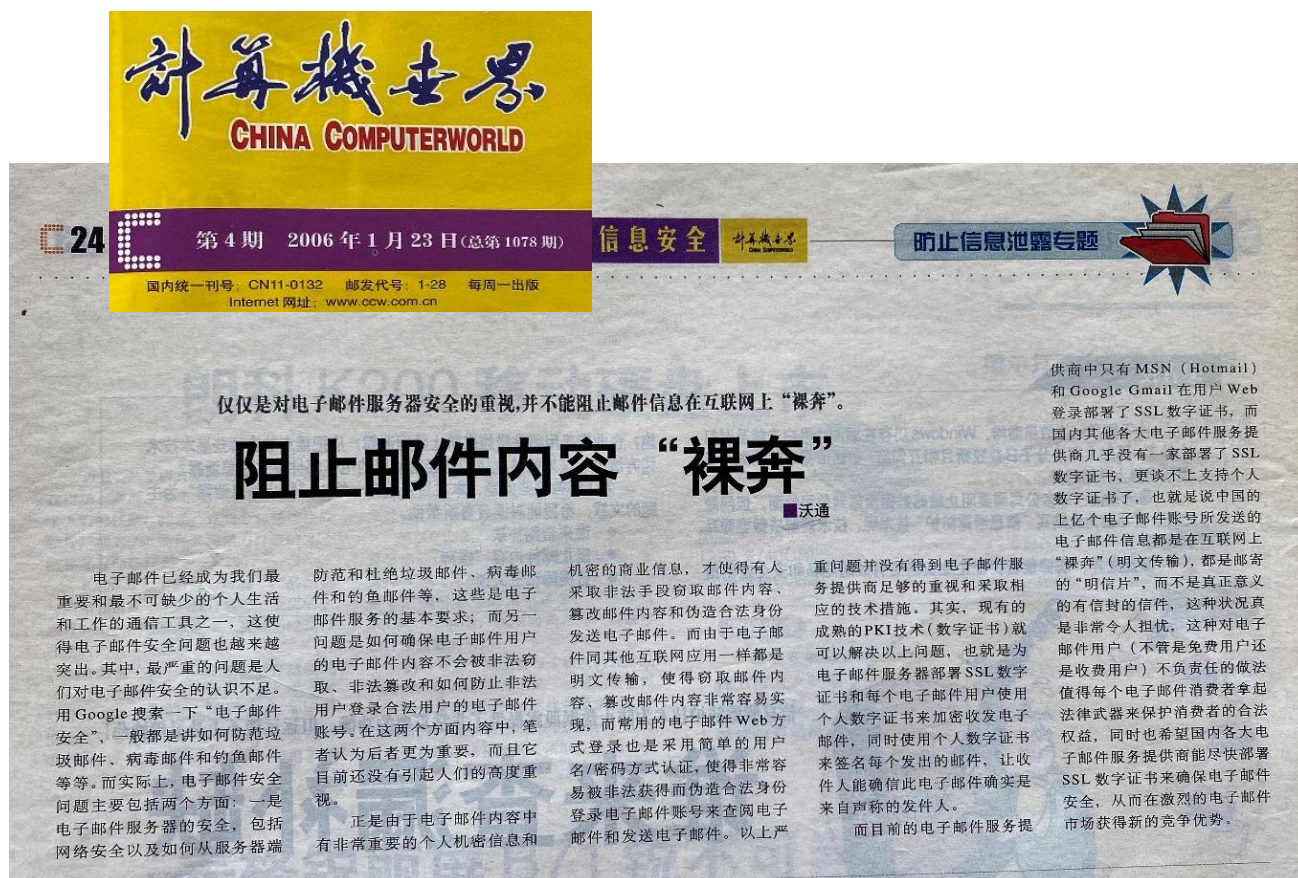 計算機世界
CHINA COMPUTERWORLD
第4期 2006年1月23日(总第1078期)
国内统一刊号：CN11-0132 邮发代号：1-28 每周一出版
Internet 网址：www.ccw.com.cn
24
信息安全
計算機世界
CHINA COMPUTERWORLD
防止信息泄露专题
仅仅是对电子邮件服务器安全的重视,并不能阻止邮件信息在互联网上“裸奔”。
阻止邮件内容“裸奔”
■沃通
电子邮件已经成为我们最
重要和最不可缺少的个人生活
和工作的通信工具之一，这使
得电子邮件安全问题也越来越
突出。其中，最严重的问题是人
们对电子邮件安全的认识不足。
用Google搜索一下“电子邮件
安全”，一般都是讲如何防范垃
圾邮件、病毒邮件和钓鱼邮件
等等。而实际上，电子邮件安全
问题主要包括两个方面：一是
电子邮件服务器的安全，包括
网络安全以及如何从服务器端
防范和杜绝垃圾邮件、病毒邮
件和钓鱼邮件等，这些是电子
邮件服务的基本要求；而另一
问题是如何确保电子邮件用户
的电子邮件内容不会被非法窃
取、非法篡改和如何防止非法
用户登录合法用户的电子邮件
账号。在这两个方面内容中，笔
者认为后者更为重要，而且它
目前还没有引起人们的高度重
视。
正是由于电子邮件内容中
有非常重要的个人机密信息和
机密的商业信息，才使得有人
采取非法手段窃取邮件内容、
篡改邮件内容和伪造合法身份
发送电子邮件。而由于电子邮
件同其他互联网应用一样都是
明文传输，使得窃取邮件内
容、篡改邮件内容非常容易实
现，而常用的电子邮件Web方
式登录也是采用简单的用户
名/密码方式认证，使得非常容
易被非法获得而伪造合法身份
登录电子邮件账号来查阅电子
邮件和发送电子邮件。以上严
重问题并没有得到电子邮件服
务提供商足够的重视和采取相
应的技术措施。其实，现有的
成熟的PKI技术(数字证书)就
可以解决以上问题，也就是为
电子邮件服务器部署SSL数字
证书和每个电子邮件用户使用
个人数字证书来加密收发电子
邮件，同时使用个人数字证书
来签名每个发出的邮件，让收
件人能确信此电子邮件确实是
来自声称的发件人。
而目前的电子邮件服务提
供商中只有MSN（Hotmail）
和Google Gmail在用户Web
登录部署了SSL数字证书，而
国内其他各大电子邮件服务提
供商几乎没有一家部署了SSL
数字证书，更谈不上支持个人
数字证书了，也就是说中国的
上亿个电子邮件账号所发送的
电子邮件信息都是在互联网上
“裸奔”(明文传输)，都是邮寄
的“明信片”，而不是真正意义
的有信封的信件，这种状况真
是非常令人担忧，这种对电子
邮件用户（不管是免费用户还
是收费用户）不负责任的做法
值得每个电子邮件消费者拿起
法律武器来保护消费者的合法
权益，同时也希望国内各大电
子邮件服务提供商能尽快部署
SSL数字证书来确保电子邮件
安全，从而在激烈的电子邮件
市场获得新的竞争优势。